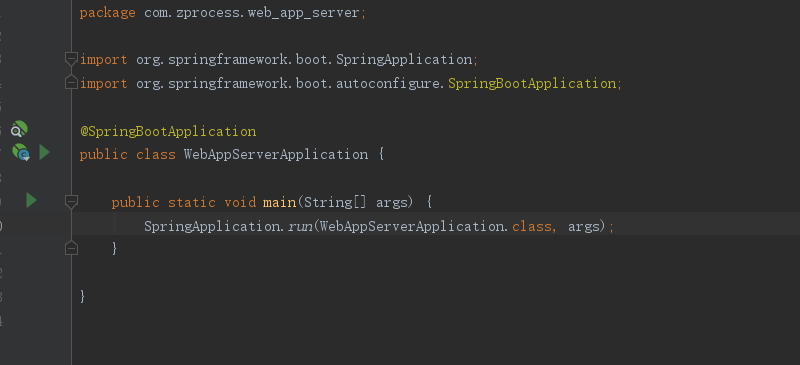 package com.zprocess.web_app_server;
import org.springframework.boot.SpringApplication;
import org.springframework.boot.autoconfigure.SpringBootApplication;
@SpringBootApplication
public class WebAppServerApplication {
public static void main(String[] args) {
SpringApplication.run(WebAppServerApplication.class, args);
}
}